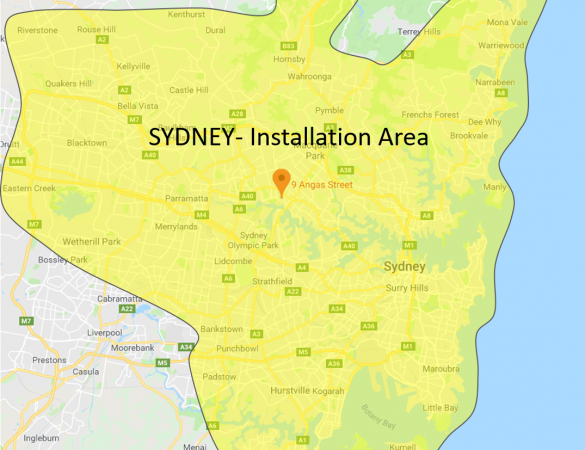 Mona Vale
Kenthurst
Riverstone
Rouse Hill
Dural
Terrey Hills
A2
B83
Warriewood
Hornsby
Kellyville
Wahroonga
A3
Quakers Hill
Castle Hill
Narrabeen
A8
Bella Vista
Pymble
A28
Frenchs Forest
M7
Dee Why
SYDNEY- Installation Area
Brookvale
Blacktown
Park
A40
A44
A38
9 Angas Street
Eastern Creek
Manly
Parramatta
A40
A6
M4
A8
Merrylands
Sydney
Olympic Park
Wetherill Park
A40
M1
Bossley Park
Lidcombe
A4
Sydney
A6
Strathfield
Surry Hills
Cabramatta
A22
A22
A34
M7
Bankstown
A36
Liverpool
A3
Moorebank
A34
Punchbowl
M1
Prestons
M5
A36
Maroubra
Casula
M5
Padstow
Hurstville
Kogarah
Little Bay
Botany Bay
Ingleburn
A1
Menai
Kurnell